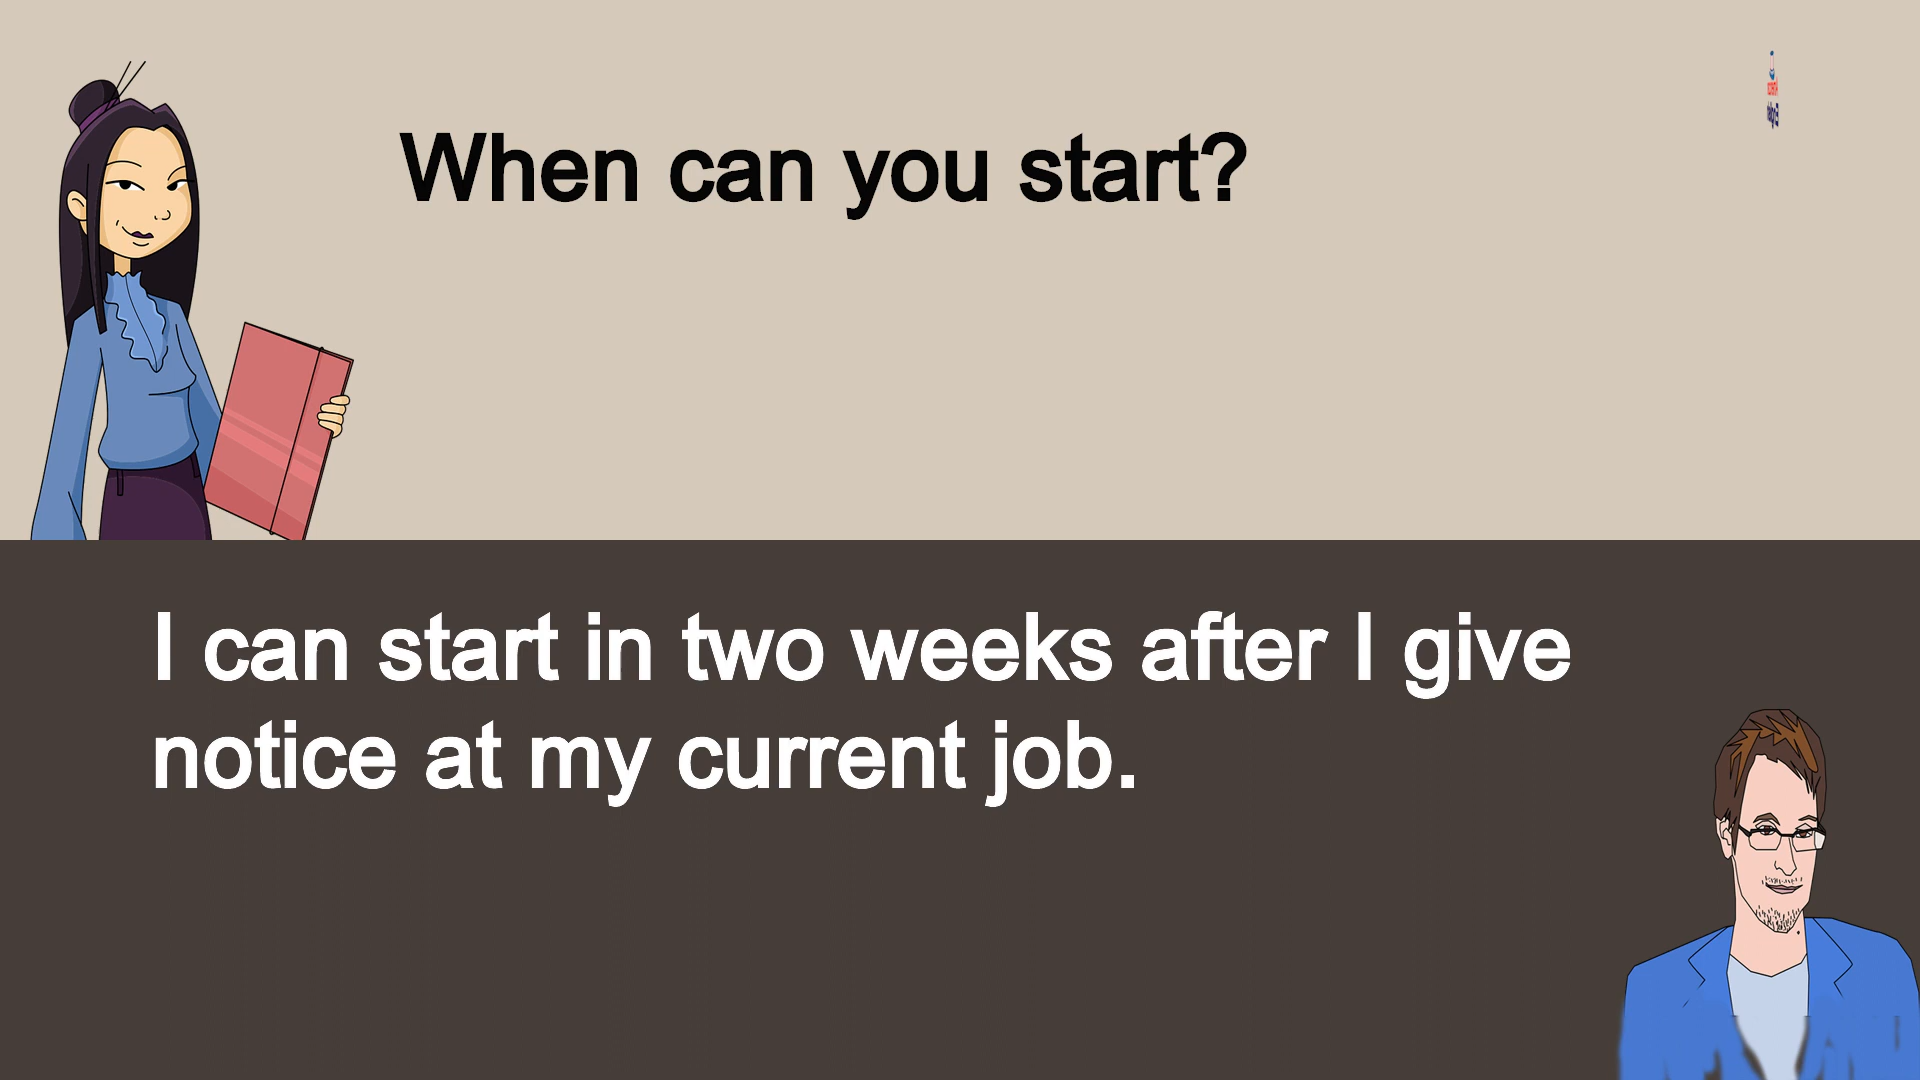 When can you start?
I can start in two weeks after I give
notice at my current job.